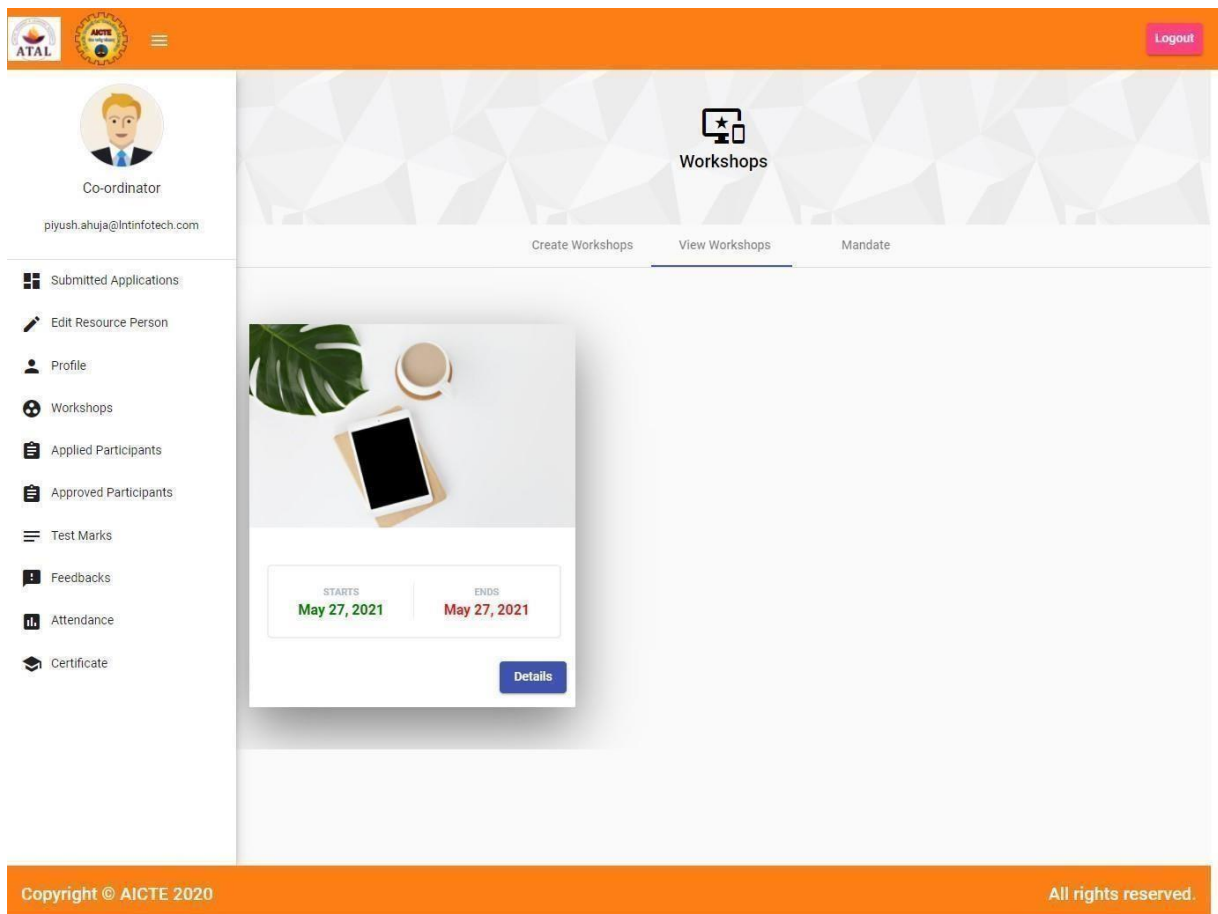 ATAL
AICTE
Logout
Co-ordinator
piyush.ahuja@lntinfotech.com
Submitted Applications
Edit Resource Person
Profile
Workshops
Applied Participants
Approved Participants
Test Marks
Feedbacks
Attendance
Certificate
Workshops
Create Workshops View Workshops Mandate
STARTS ENDS
May 27, 2021 May 27, 2021
Details
Copyright © AICTE 2020 All rights reserved.